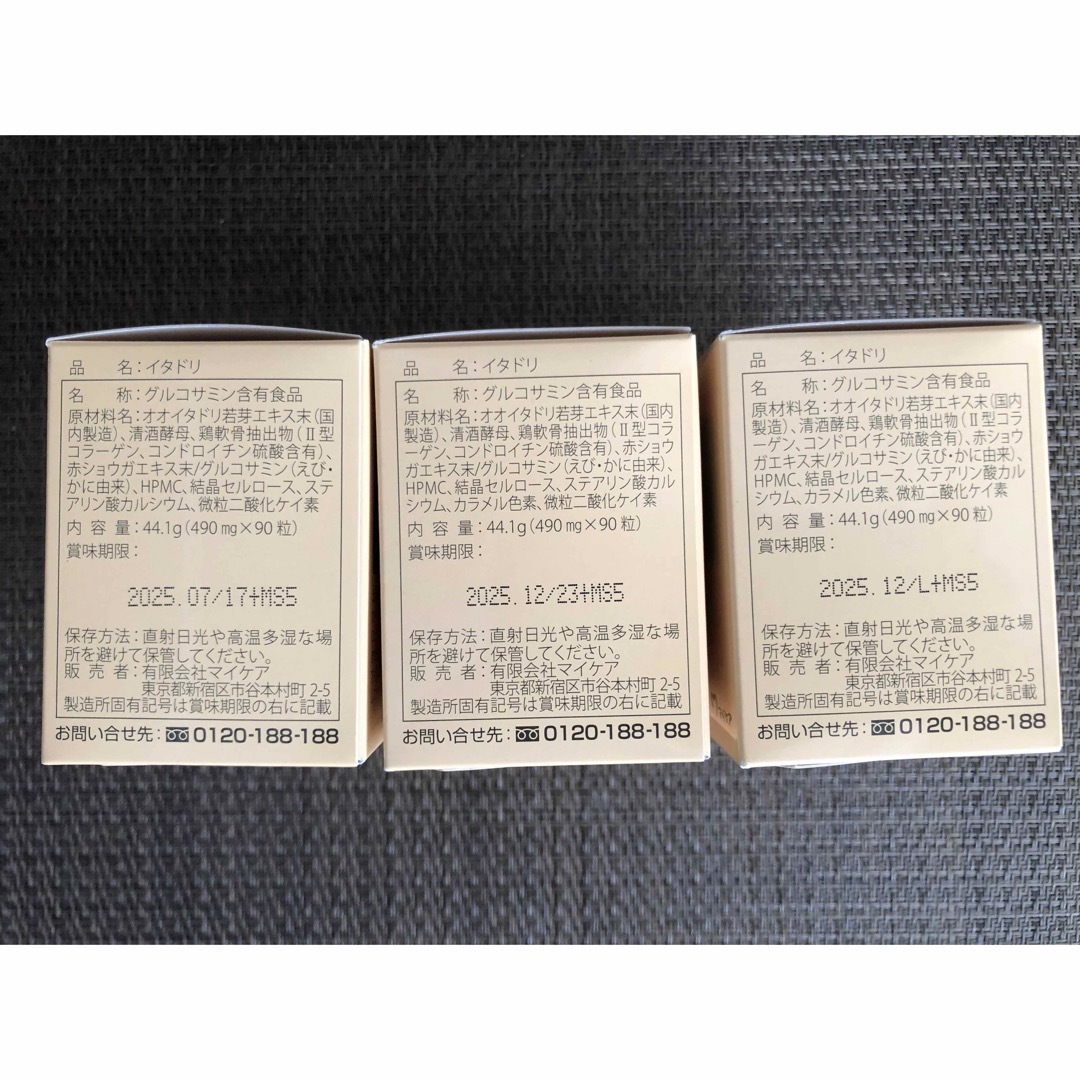 品　名：イタドリ
名　称：グルコサミン含有食品
原材料名：オオイタドリ若芽エキス末（国
内製造）、清酒酵母、鶏軟骨抽出物（Ⅱ型
コラーゲン、コンドロイチン硫酸含有）、
赤ショウガエキス末/グルコサミン（えび・
かに由来）、HPMC、結晶セルロース、ステア
リン酸カルシウム、微粒二酸化ケイ素
内 容 量：44.1g（490㎎×90粒）
賞味期限：
2025.07/17+MS5
保存方法：直射日光や高温多湿な場
所を避けて保管してください。
販 売 者：有限会社マイケア
東京都新宿区市谷本村町2-5
製造所固有記号は賞味期限の右に記載
お問い合せ先：0120-188-188
品　名：イタドリ
名　称：グルコサミン含有食品
原材料名：オオイタドリ若芽エキス末（国内
製造）、清酒酵母、鶏軟骨抽出物（Ⅱ型コラ
ーゲン、コンドロイチン硫酸含有）、赤ショウ
ガエキス末/グルコサミン（えび・かに由来）、
HPMC、結晶セルロース、ステアリン酸カルシ
ウム、カラメル色素、微粒二酸化ケイ素
内 容 量：44.1g（490㎎×90粒）
賞味期限：
2025.12/23+MS5
保存方法：直射日光や高温多湿な場
所を避けて保管してください。
販 売 者：有限会社マイケア
東京都新宿区市谷本村町2-5
製造所固有記号は賞味期限の右に記載
お問い合せ先：0120-188-188
品　名：イタドリ
名　称：グルコサミン含有食品
原材料名：オオイタドリ若芽エキス末（国内
製造）、清酒酵母、鶏軟骨抽出物（Ⅱ型コラー
ゲン、コンドロイチン硫酸含有）、赤ショウ
ガエキス末/グルコサミン（えび・かに由来）、
HPMC、結晶セルロース、ステアリン酸カル
シウム、カラメル色素、微粒二酸化ケイ素
内 容 量：44.1g（490㎎×90粒）
賞味期限：
2025.12/L+MS5
保存方法：直射日光や高温多湿な場
所を避けて保管してください。
販 売 者：有限会社マイケア
東京都新宿区市谷本村町2-5
製造所固有記号は賞味期限の右に記載
お問い合せ先：0120-188-188